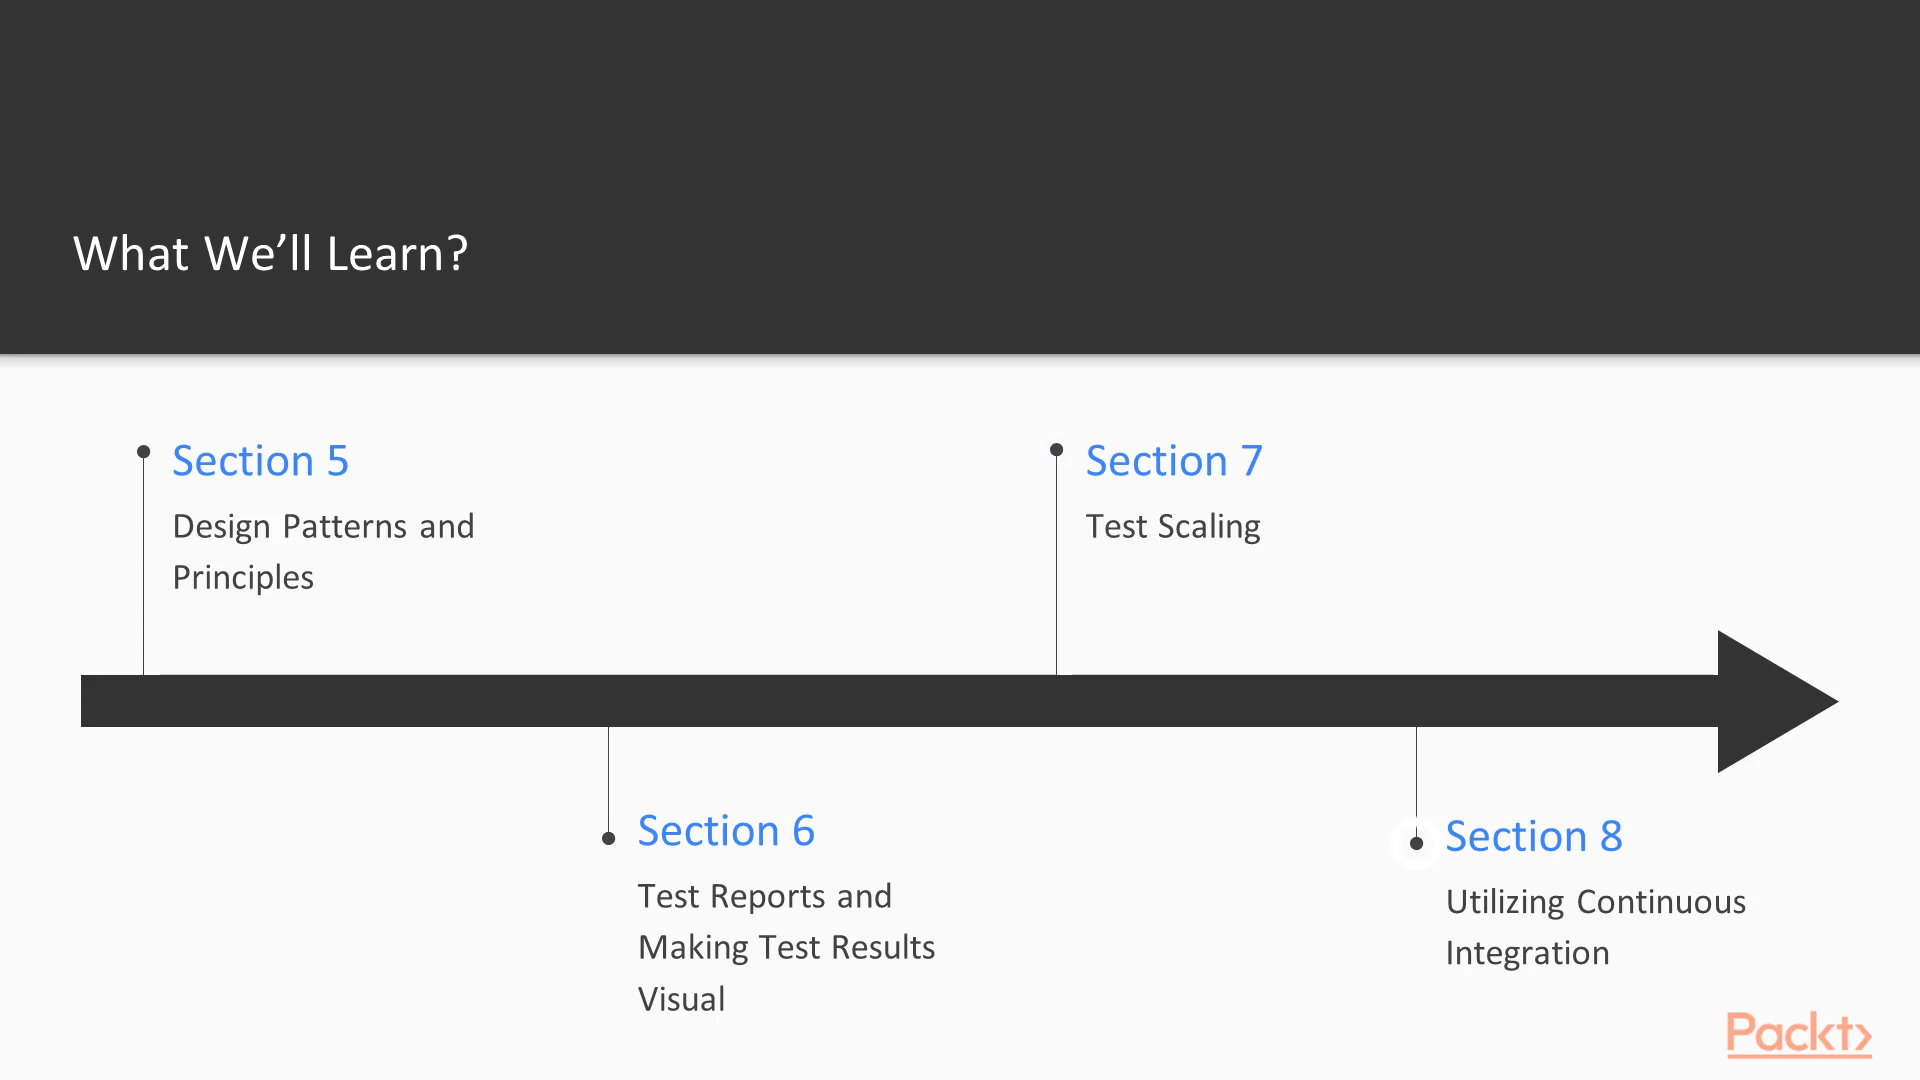 What We’ll Learn?
Section 5
Design Patterns and
Principles
Section 7
Test Scaling
Section 6
Test Reports and
Making Test Results
Visual
Section 8
Utilizing Continuous
Integration
Packt